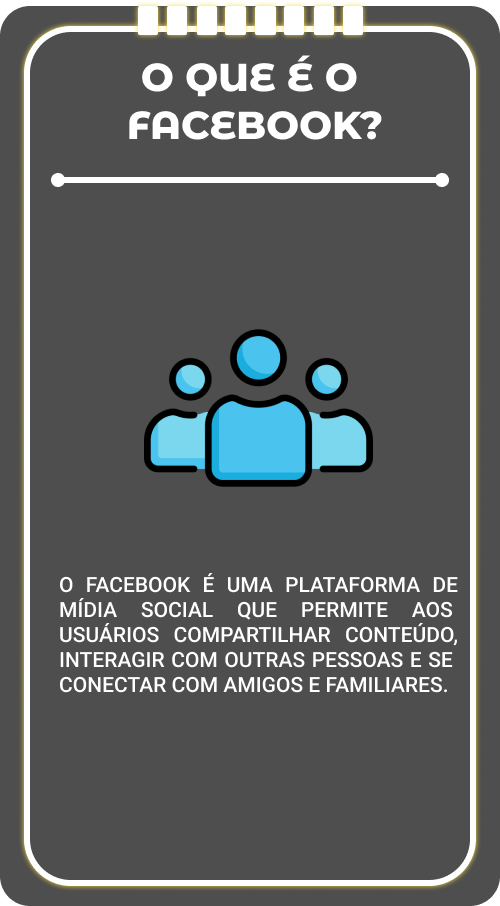 O QUE É O
FACEBOOK?
O FACEBOOK É UMA PLATAFORMA DE
MÍDIA SOCIAL QUE PERMITE AOS
USUÁRIOS COMPARTILHAR CONTEÚDO,
INTERAGIR COM OUTRAS PESSOAS E SE
CONECTAR COM AMIGOS E FAMILIARES.